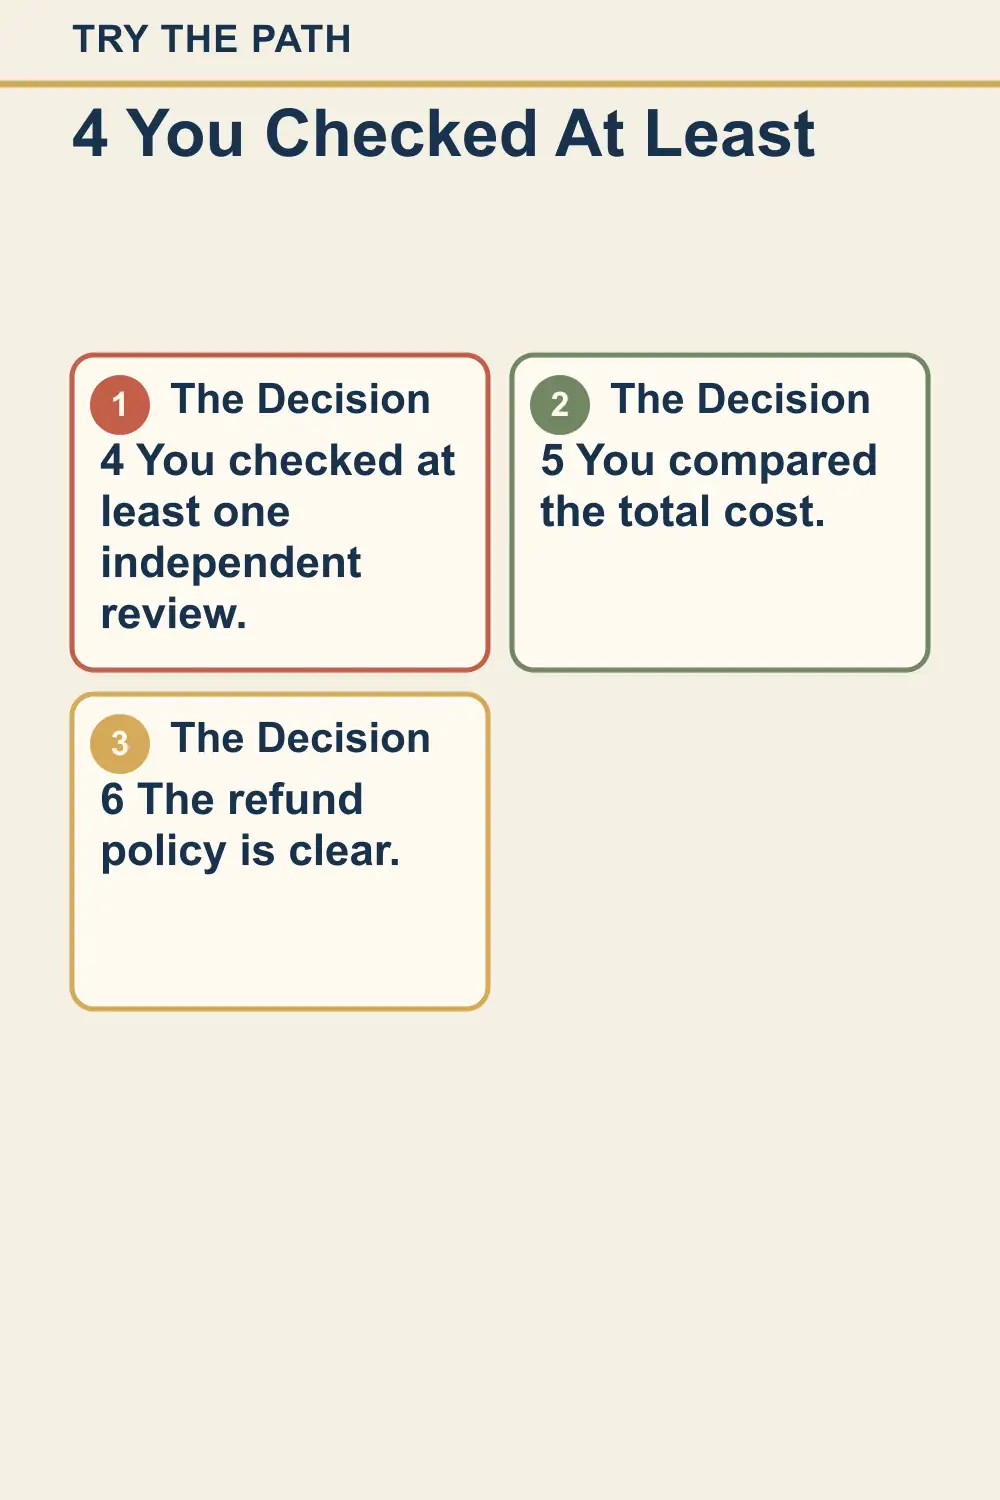 TRY THE PATH
4 You Checked At Least
1 The Decision
4 You checked at
least one
independent
review.
2 The Decision
5 You compared
the total cost.
3 The Decision
6 The refund
policy is clear.